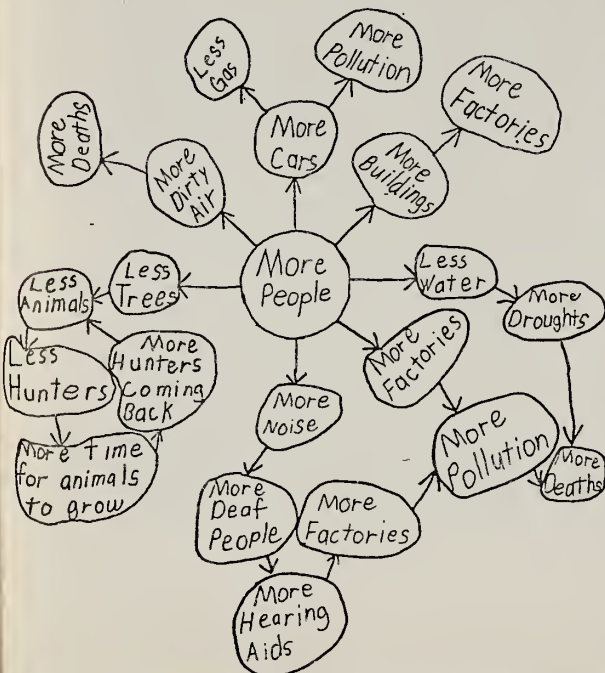 Less
Gas
More
Pollution
More
Factories
More
Deaths
More
Dirty
Air
More
Cars
More
Buildings
More
People
Less
Trees
Less
Animals
Less
Hunters
More
Hunters
Coming
Back
More Time
for animals
to grow
Less
Water
More
Droughts
More
Factories
More
Pollution
More
Deaths
More
Noise
More
Deaf
People
More
Factories
More
Hearing
Aids